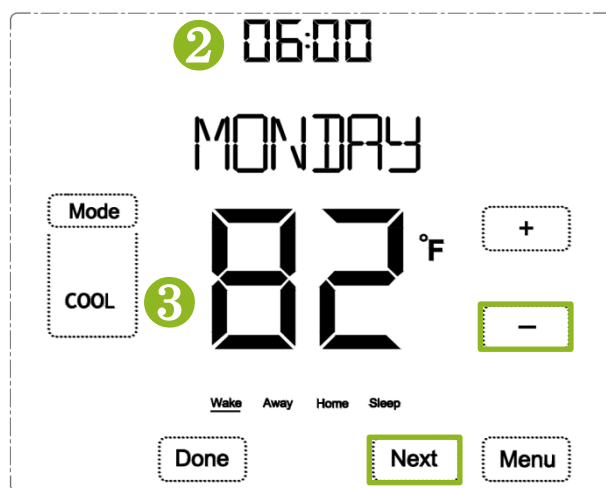 2 06:00
MONDAY
Mode
COOL
3 82 °F
+
−
Wake Away Home Sleep
Done Next Menu